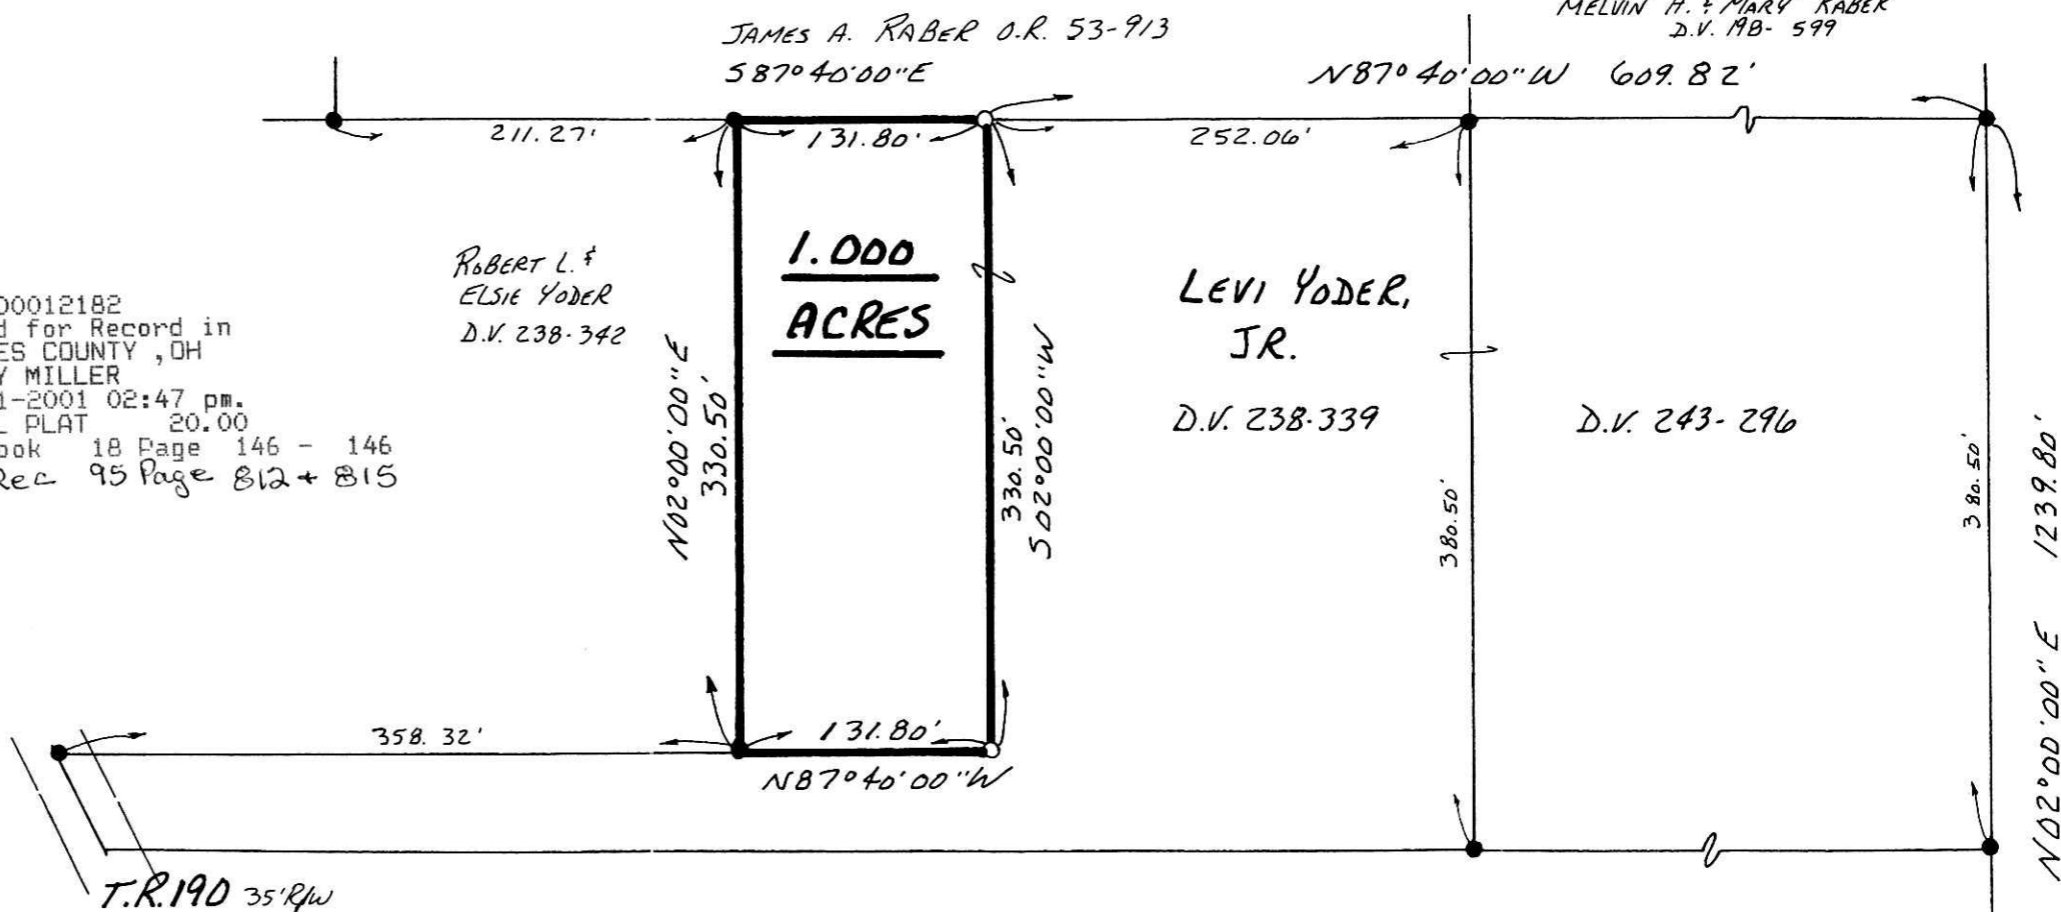 JAMES A. RABER O.R. 53-913
MELVIN H. & MARY RABER
D.V. 198- 599
S87°40'00"E
N87°40'00"W 609.82'
211.27'
131.80'
252.06'
ROBERT L. &
ELSIE YODER
D.V. 238-342
1.000
ACRES
LEVI YODER,
JR.
D.V. 238-339
D.V. 243-296
00012182
d for Record in
ES COUNTY ,OH
Y MILLER
1-2001 02:47 pm.
L PLAT 20.00
ook 18 Page 146 - 146
Rec 95 Page 812 + 815
N02°00'00"E
330.50'
330.50'
S02°00'00"W
380.50'
380.50'
N02°00'00"E 1239.80'
358.32'
131.80'
N87°40'00"W
T.R.190 35'R/W